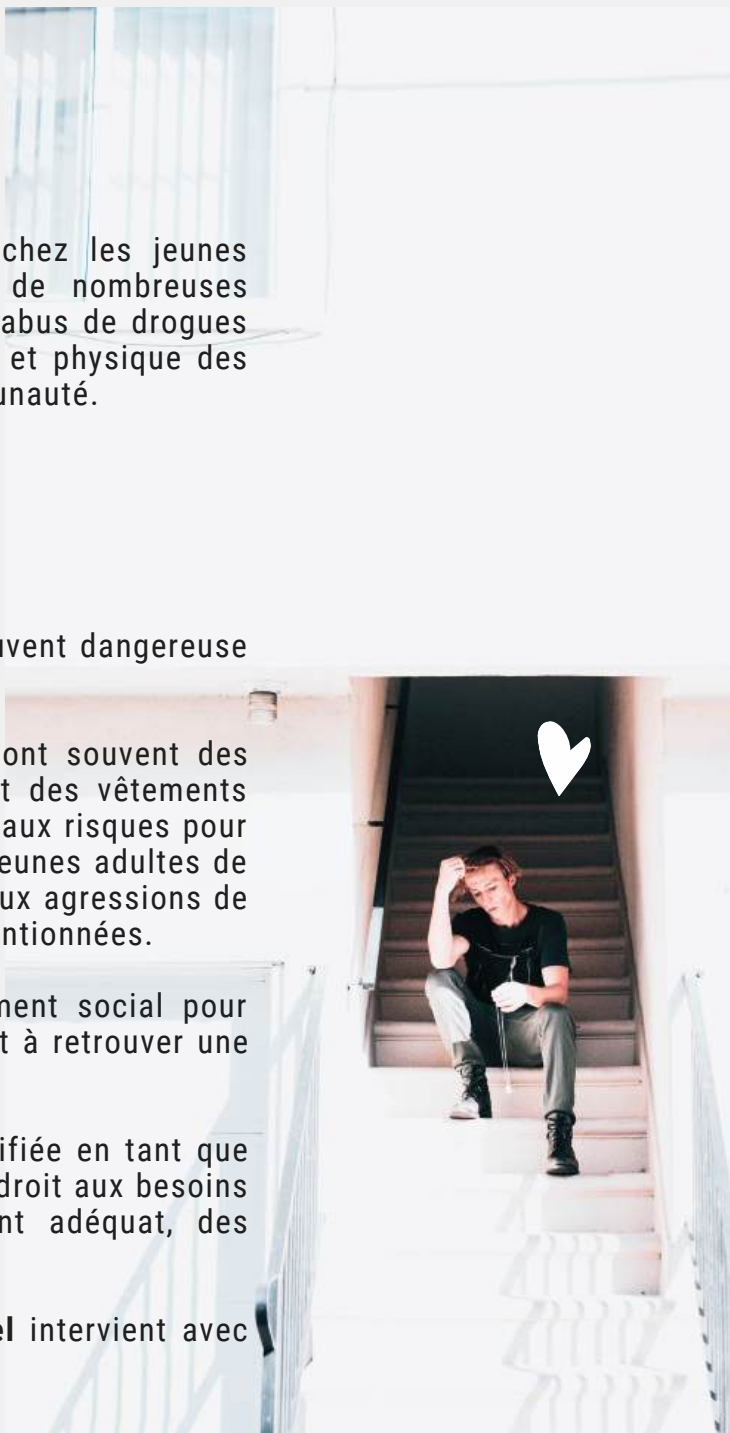 chez les jeunes
de nombreuses
abus de drogues
et physique des
unauté.
uvent dangereuse
ont souvent des
t des vêtements
aux risques pour
eunes adultes de
ux agressions de
ntionnées.
ment social pour
t à retrouver une
ifiée en tant que
droit aux besoins
nt adéquat, des
el intervient avec